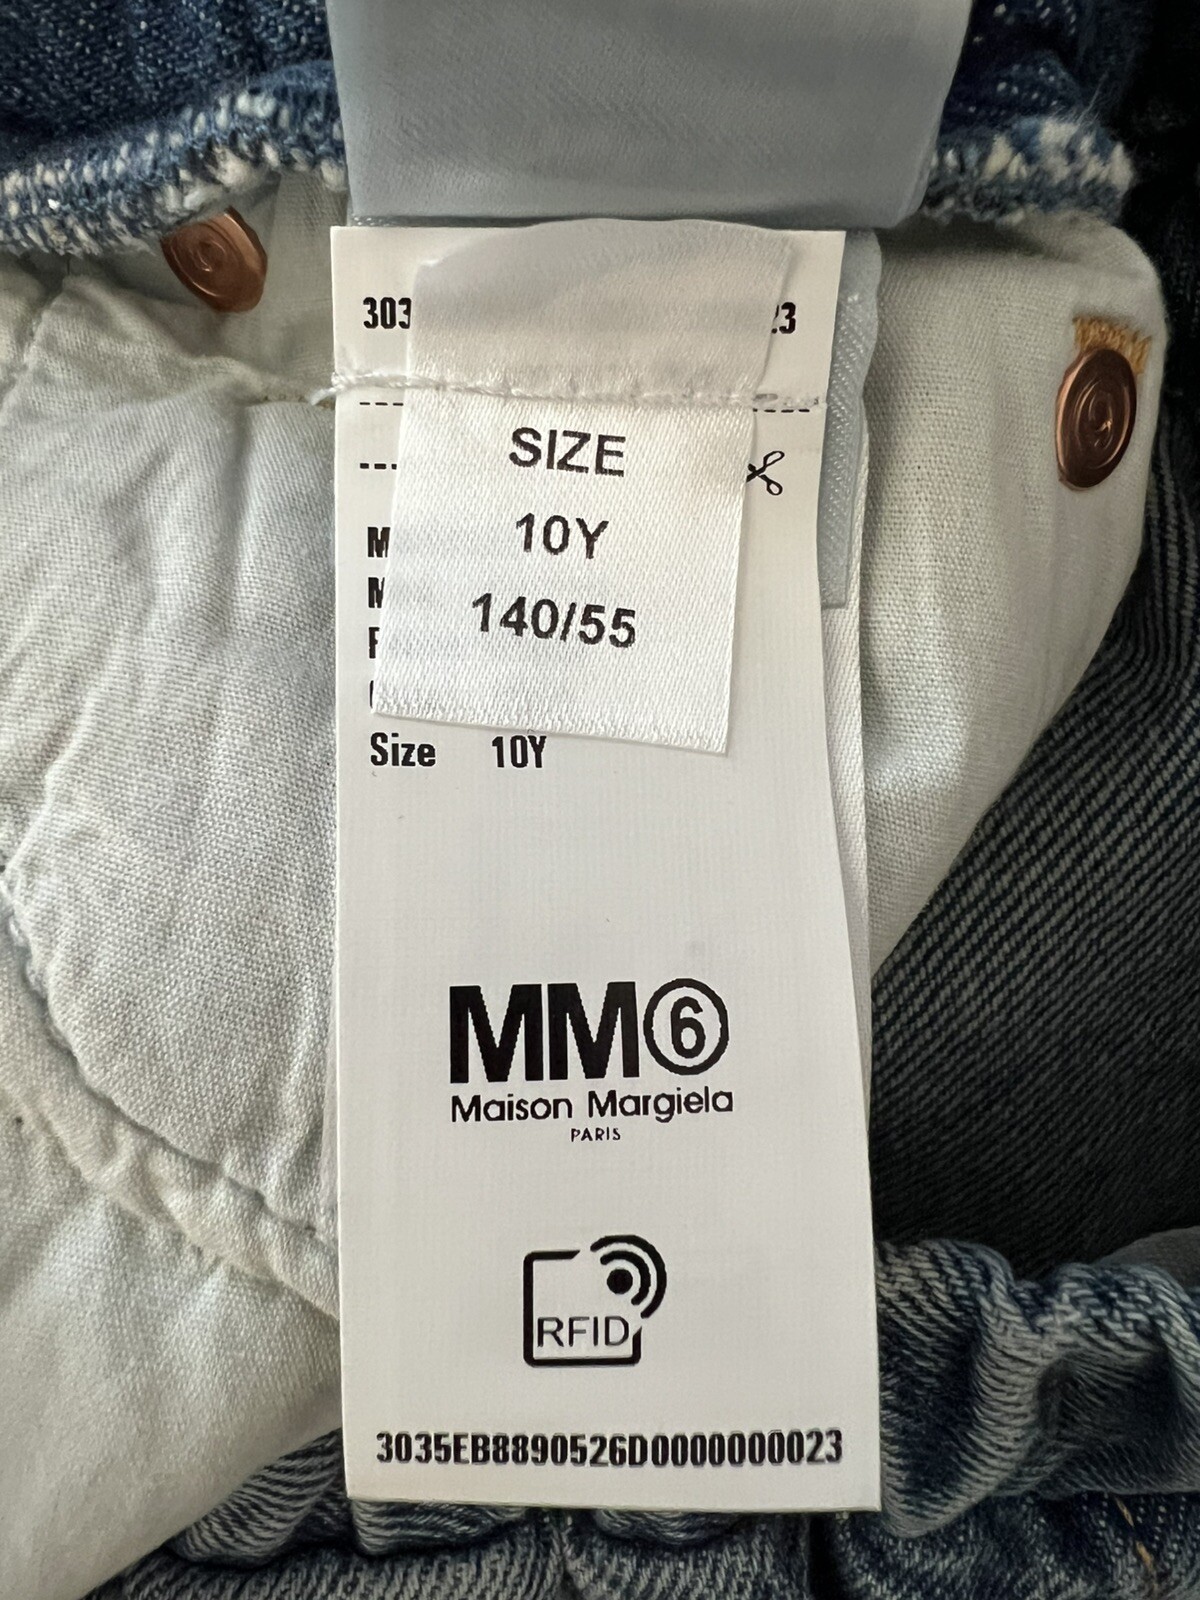 303 23
SIZE
10Y
140/55
M
M
F
Size 10Y
MM6
Maison Margiela
PARIS
RFID
3035EB8890526D0000000023